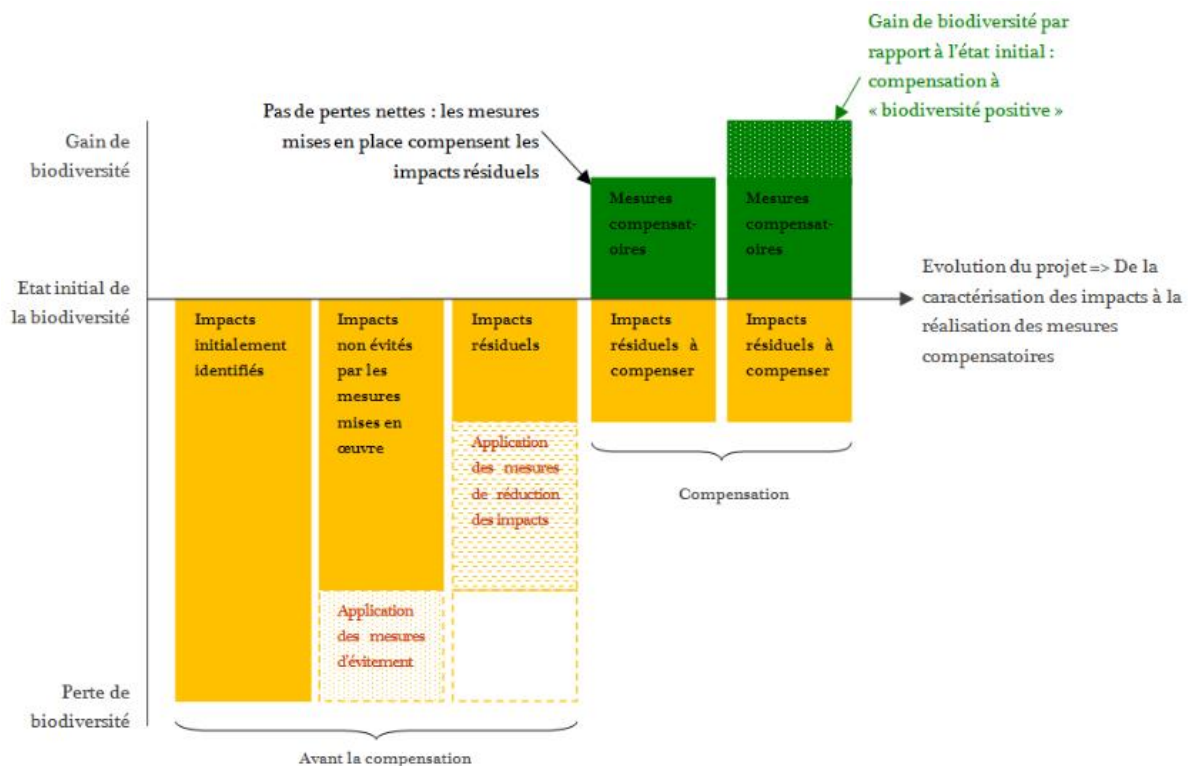 Gain de biodiversité par
rapport à l'état initial :
compensation à
« biodiversité positive »
Pas de pertes nettes : les mesures
mises en place compensent les
impacts résiduels
Gain de
biodiversité
Mesures
compensat-
oires
Mesures
compensat-
oires
Etat initial de
la biodiversité
Evolution du projet => De la
caractérisation des impacts à la
réalisation des mesures
compensatoires
Impacts
initialement
identifiés
Impacts
non évités
par les
mesures
mises en
œuvre
Impacts
résiduels
Impacts
résiduels à
compenser
Impacts
résiduels à
compenser
Application
des mesures
de réduction
des impacts
Compensation
Application
des mesures
d'évitement
Perte de
biodiversité
Avant la compensation